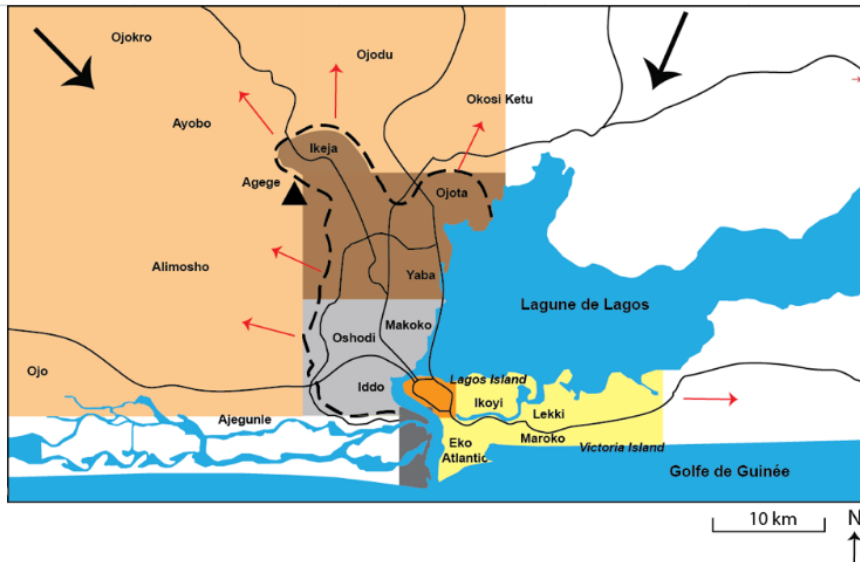 Ojokro
Ojodu
Okosi Ketu
Ayobo
Ikeja
Agege
Ojota
Alimosho
Yaba
Lagune de Lagos
Oshodi
Makoko
Ojo
Iddo
Lagos Island
Ikoyi
Lekki
Ajegunle
Eko
Atlantic
Maroko
Victoria Island
Golfe de Guinée
10 km
N